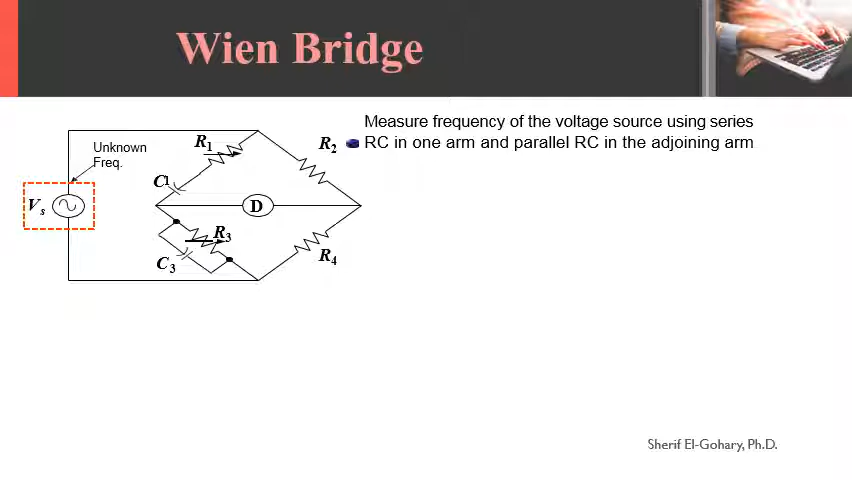 Wien Bridge
Measure frequency of the voltage source using series
RC in one arm and parallel RC in the adjoining arm
Unknown
Freq.
R1
R2
C1
Vs
D
R3
C3
R4
Sherif El-Gohary, Ph.D.